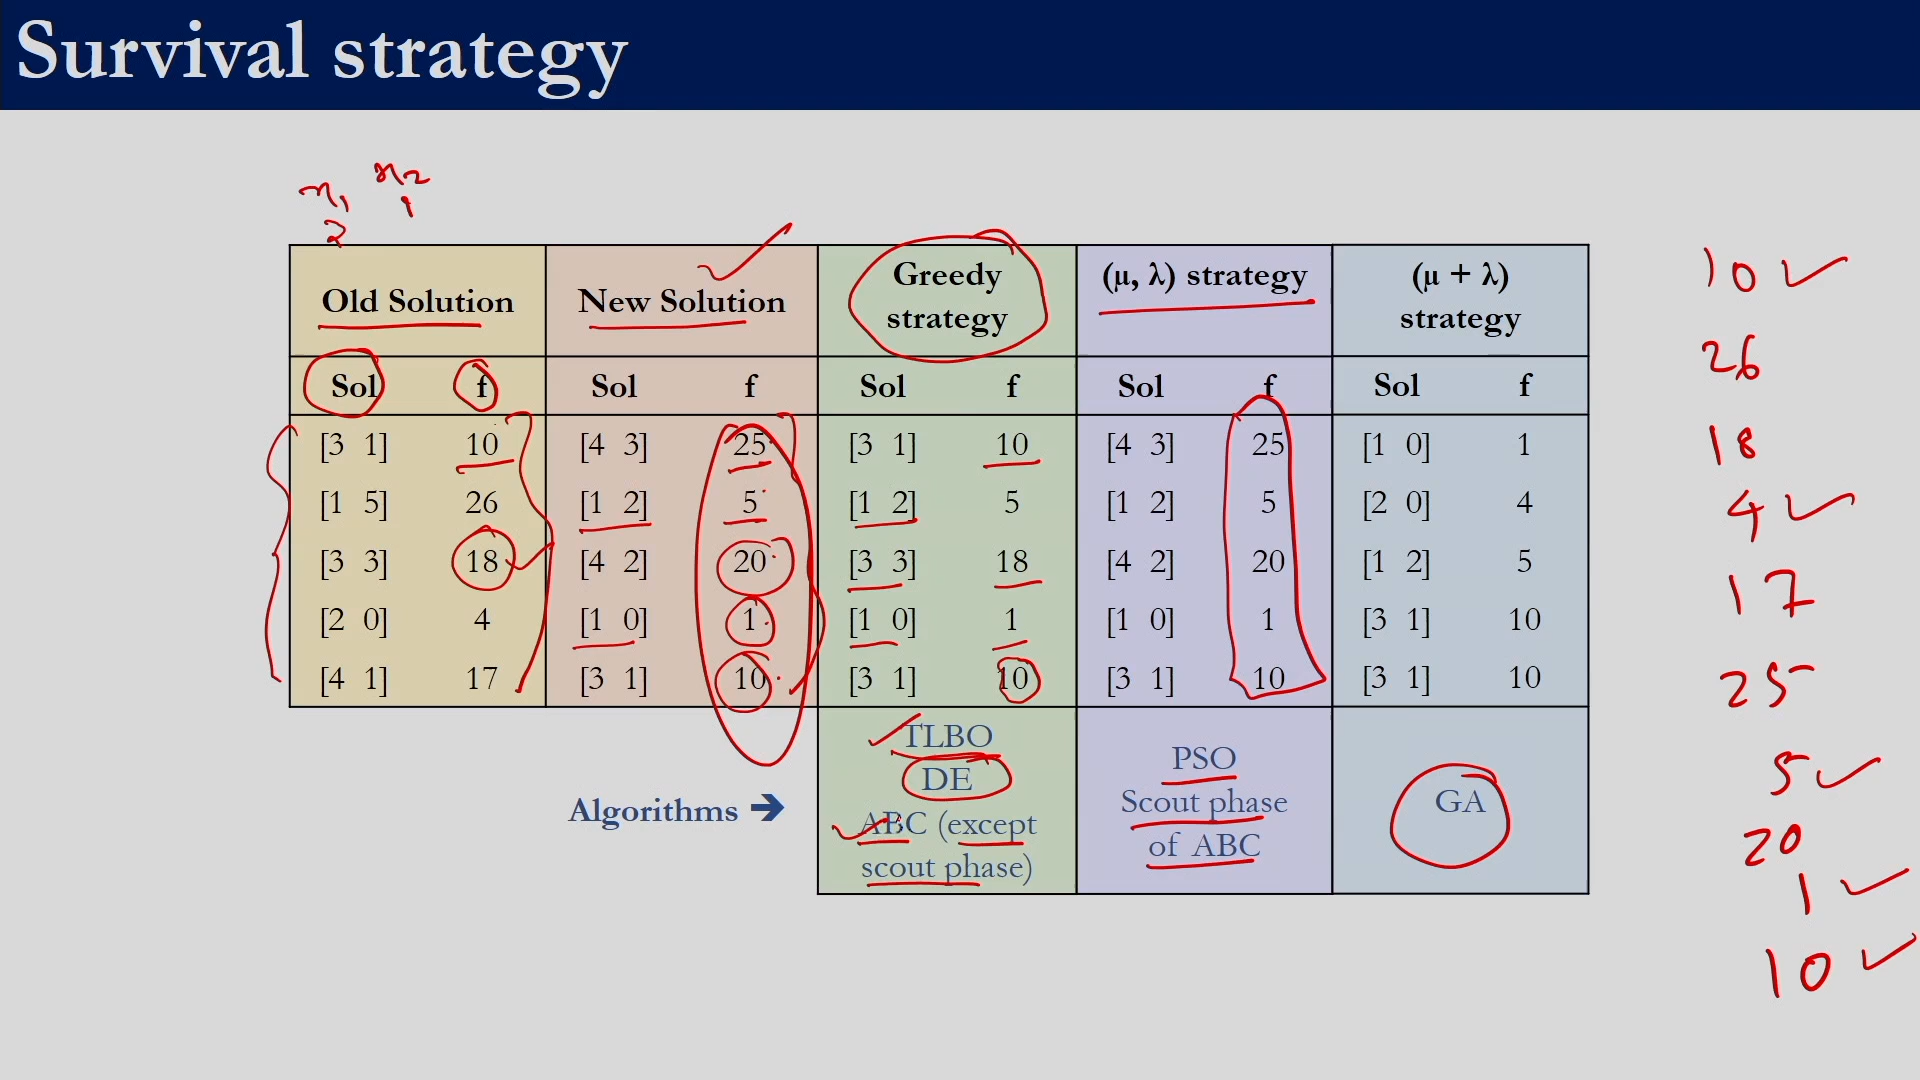 Survival strategy
x₁ x₂
2 1
Old Solution New Solution Greedy strategy (μ, λ) strategy (μ + λ) strategy
Sol f Sol f Sol f Sol f Sol f
[3 1] 10 [4 3] 25 [3 1] 10 [4 3] 25 [1 0] 1
[1 5] 26 [1 2] 5 [1 2] 5 [1 2] 5 [2 0] 4
[3 3] 18 [4 2] 20 [3 3] 18 [4 2] 20 [1 2] 5
[2 0] 4 [1 0] 1 [1 0] 1 [1 0] 1 [3 1] 10
[4 1] 17 [3 1] 10 [3 1] 10 [3 1] 10 [3 1] 10
Algorithms ➔
TLBO
DE
ABC (except
scout phase)
PSO
Scout phase
of ABC
GA
10 ✓
26
18
4 ✓
17
25
5 ✓
20
1 ✓
10 ✓